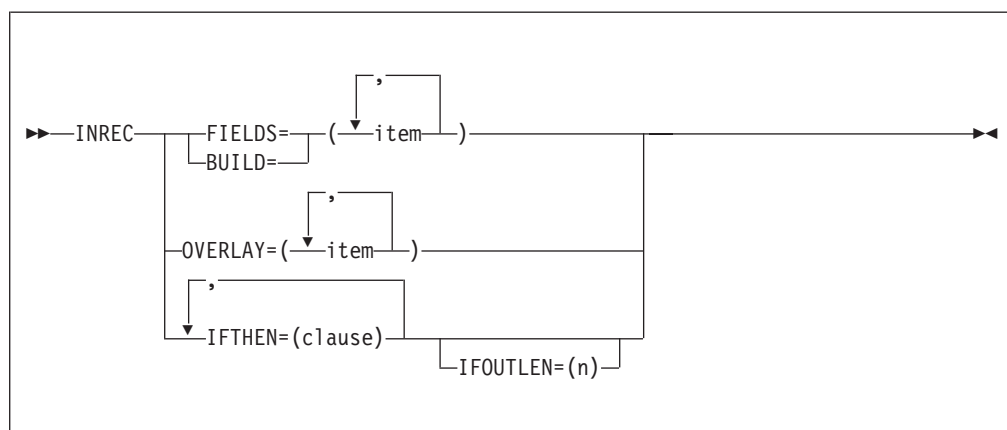 ,
INREC FIELDS= ( item )
BUILD=
,
OVERLAY=( item )
,
IFTHEN=(clause)
IFOUTLEN=(n)